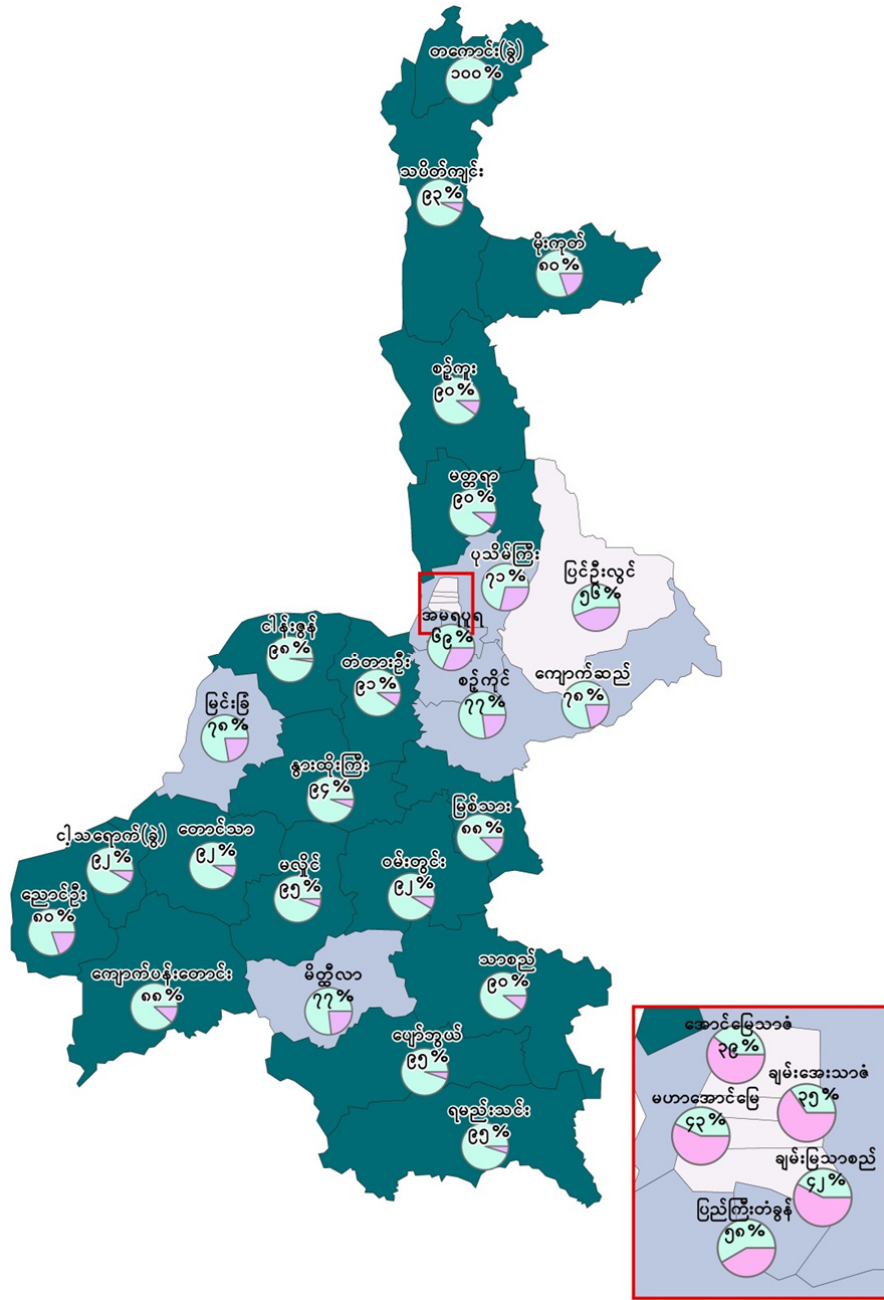 တကောင်း(ခွဲ)
၁၀၀%
သပိတ်ကျင်း
၉၃%
မိုးကုတ်
၈၀%
စဉ့်ကူး
၉၀%
မတ္တရာ
၉၀%
ပုသိမ်ကြီး
၇၁%
ပြင်ဦးလွင်
၅၆%
အမရပူရ
၆၉%
ငါန်းဇွန်
၉၈%
တံတားဦး
၉၁%
စဉ့်ကိုင်
၇၇%
ကျောက်ဆည်
၇၈%
မြင်းခြံ
၇၈%
နွားထိုးကြီး
၉၄%
မြစ်သား
၈၈%
ငါ့သရောက်(ခွဲ)
၉၂%
တောင်သာ
၉၂%
မလှိုင်
၉၅%
ဝမ်းတွင်း
၉၂%
ညောင်ဦး
၈၀%
ကျောက်ပန်းတောင်း
၈၈%
မိတ္ထီလာ
၇၇%
သာစည်
၉၀%
ပျော်ဘွယ်
၉၅%
ရမည်းသင်း
၉၅%
အောင်မြေသာဇံ
၃၉%
ချမ်းအေးသာဇံ
၃၅%
မဟာအောင်မြေ
၄၃%
ချမ်းမြသာစည်
၄၂%
ပြည်ကြီးတံခွန်
၅၈%